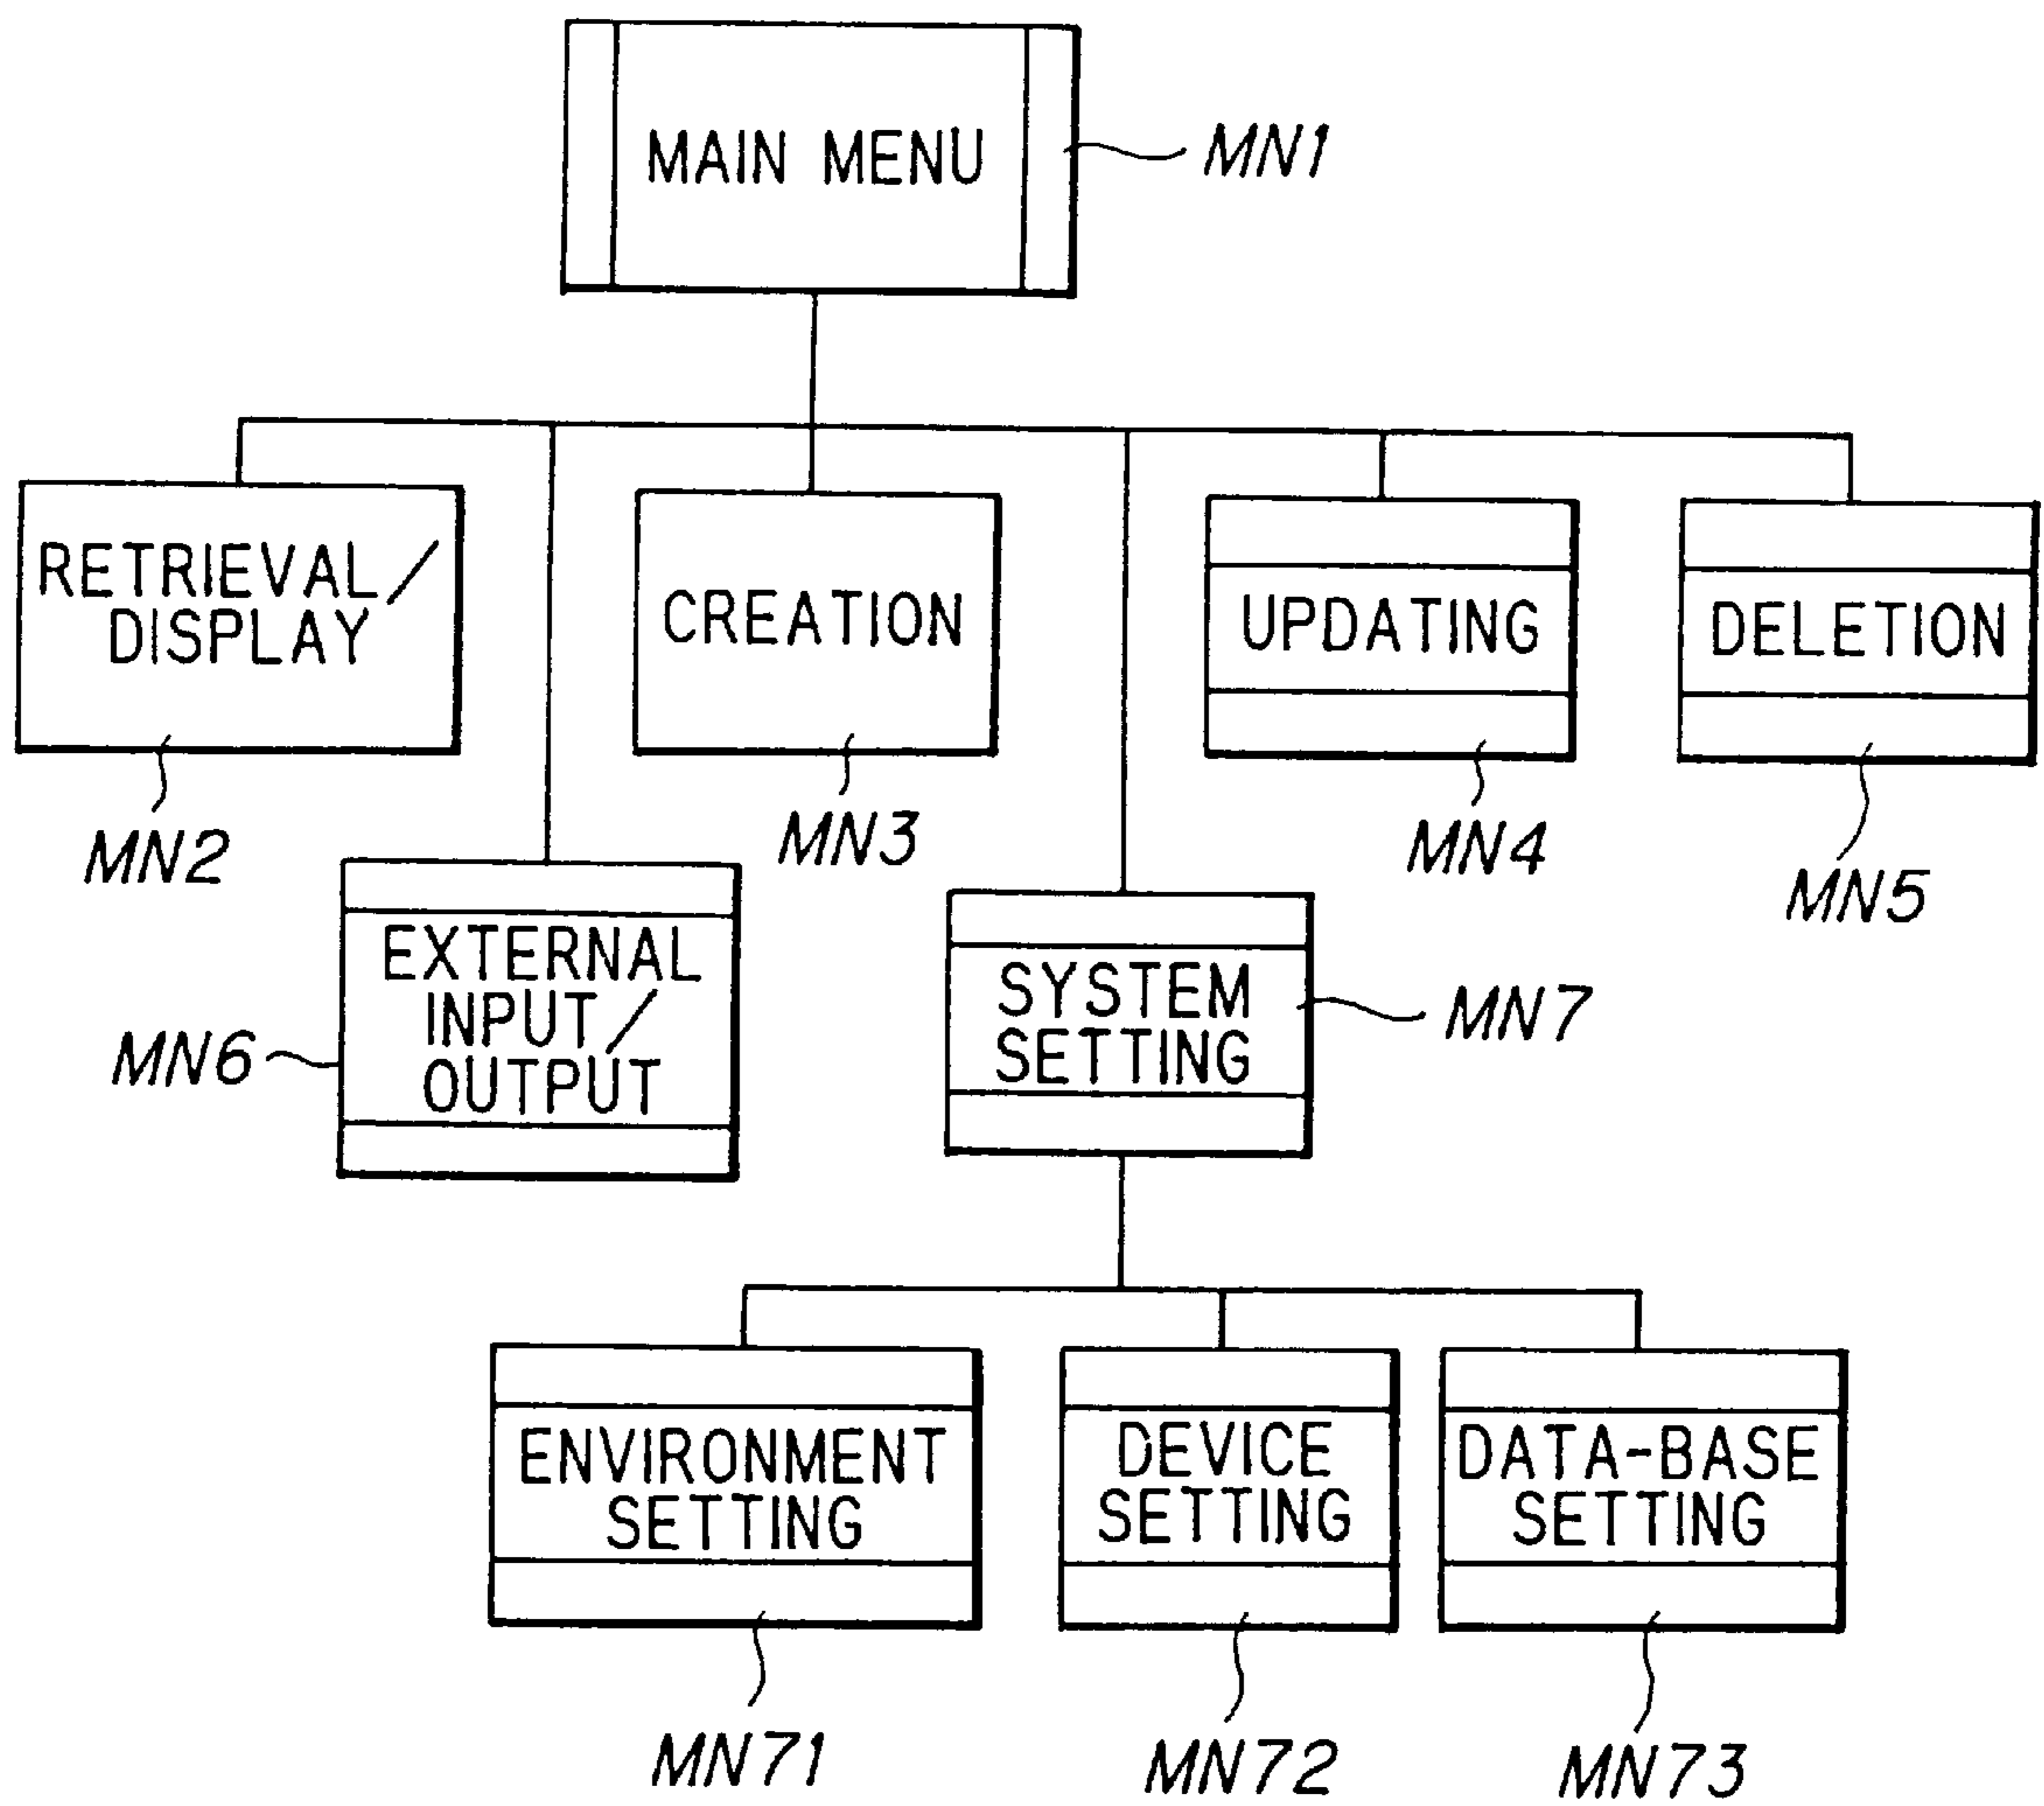 MAIN MENU
MN1
RETRIEVAL/
DISPLAY
MN2
CREATION
MN3
UPDATING
MN4
DELETION
MN5
EXTERNAL
INPUT/
OUTPUT
MN6
SYSTEM
SETTING
MN7
ENVIRONMENT
SETTING
MN71
DEVICE
SETTING
MN72
DATA-BASE
SETTING
MN73